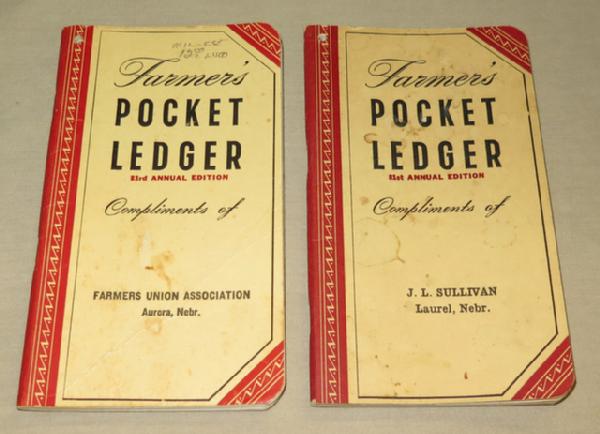 Farmer's
POCKET
LEDGER
83rd ANNUAL EDITION
Compliments of
FARMERS UNION ASSOCIATION
Aurora, Nebr.
Farmer's
POCKET
LEDGER
81st ANNUAL EDITION
Compliments of
J. L. SULLIVAN
Laurel, Nebr.